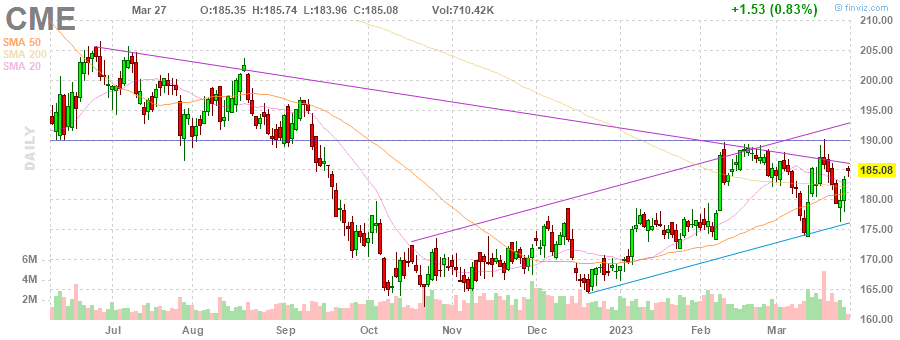 CME Mar 27 O:185.35 H:185.74 L:183.96 C:185.08 Vol:710.42K +1.53 (0.83%) @ finviz.com
SMA 50
SMA 200
SMA 20
DAILY
210.00
205.00
200.00
195.00
190.00
185.08
180.00
175.00
170.00
165.00
160.00
6M
4M
2M
Jul Aug Sep Oct Nov Dec 2023 Feb Mar